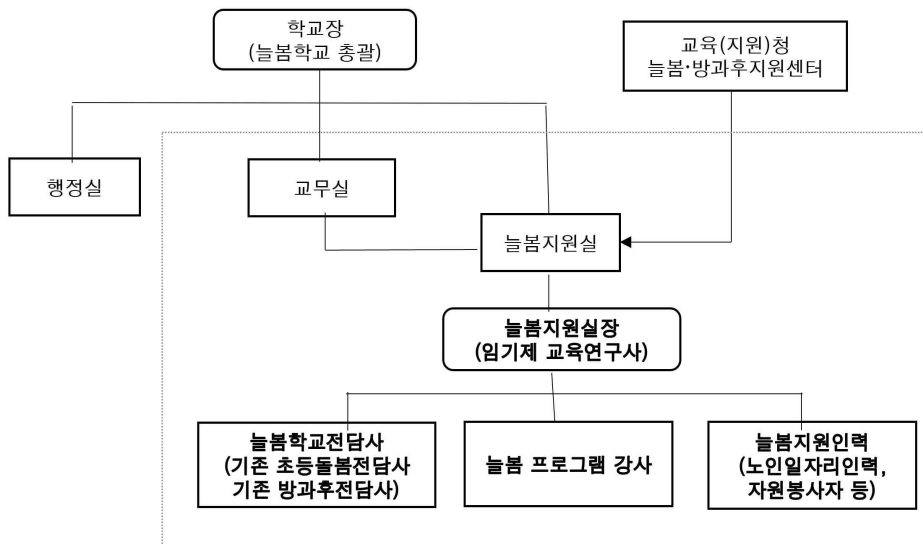 학교장
(늘봄학교 총괄)
교육(지원)청
늘봄·방과후지원센터
행정실
교무실
늘봄지원실
늘봄지원실장
(임기제 교육연구사)
늘봄학교전담사
(기존 초등돌봄전담사
기존 방과후전담사)
늘봄 프로그램 강사
늘봄지원인력
(노인일자리인력,
자원봉사자 등)